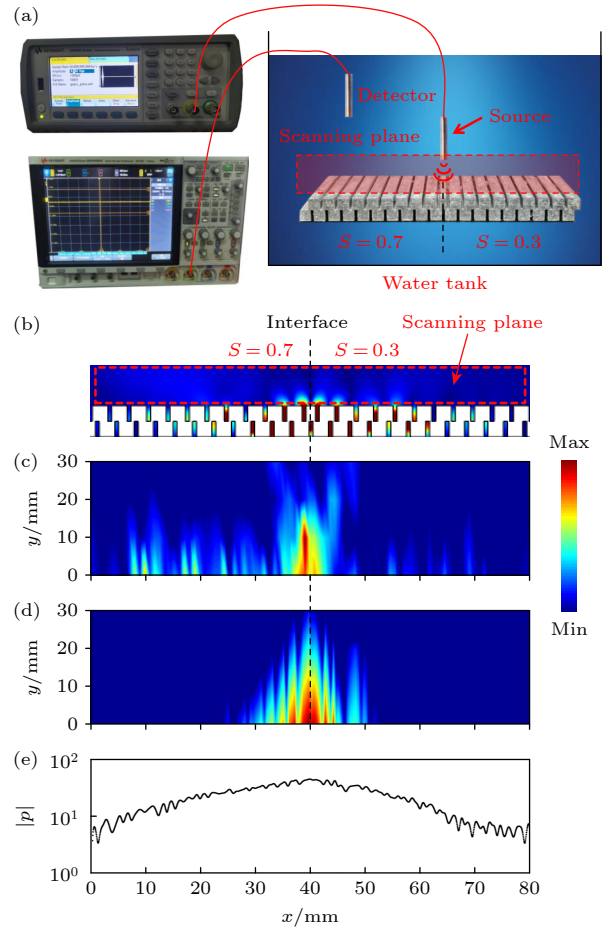 (a)
KEYSIGHT
Detector
Source
Scanning plane
S = 0.7
S = 0.3
Water tank
(b)
Interface
Scanning plane
S = 0.7
S = 0.3
(c)
30
20
10
0
y/mm
Max
Min
(d)
30
20
10
0
y/mm
(e)
10²
10¹
10⁰
|p|
0 10 20 30 40 50 60 70 80
x/mm